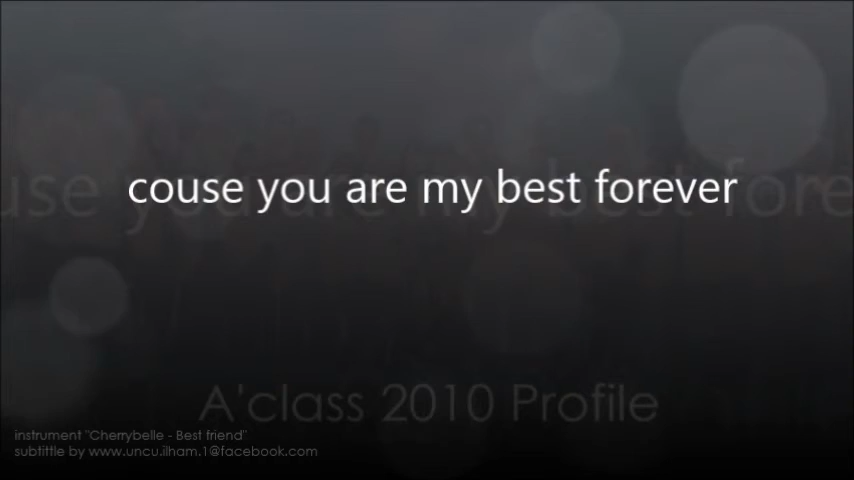 couse you are my best forever
A'class 2010 Profile
instrument "Cherrybelle - Best friend"
subtittle by www.uncu.ilham.1@facebook.com